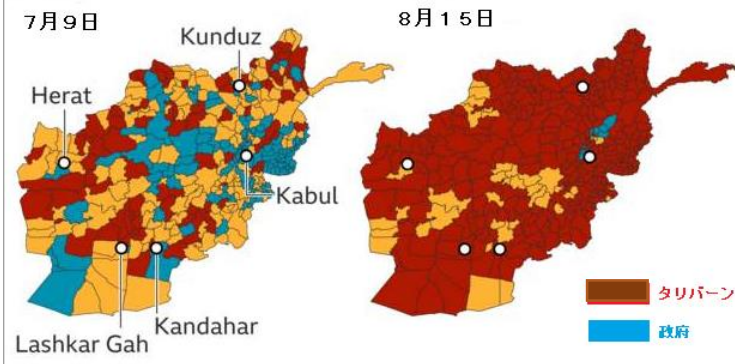 7月9日
8月15日
Kunduz
Herat
Kabul
Kandahar
Lashkar Gah
タリバーン
政府